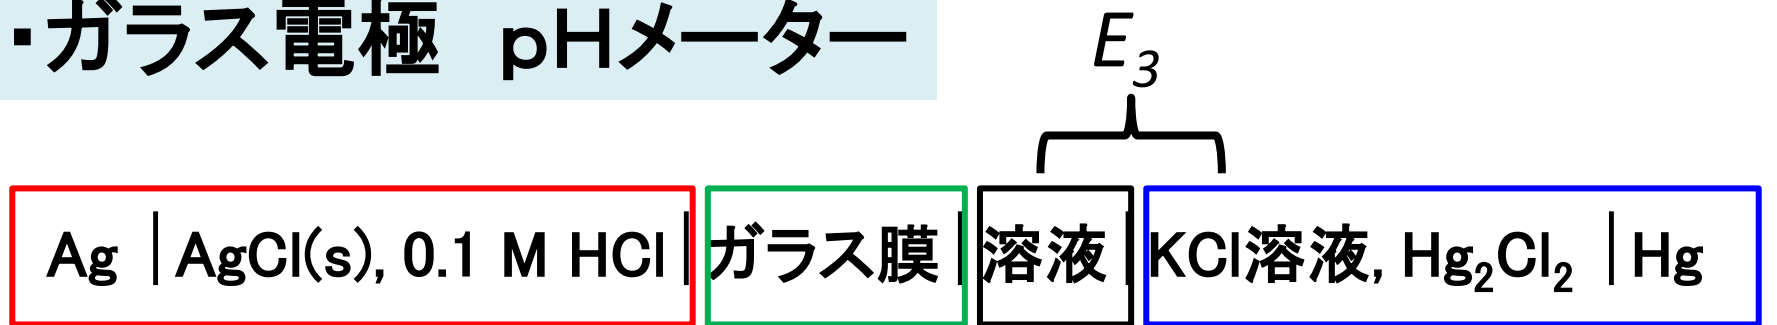 ・ガラス電極　pHメーター
E₃
Ag │AgCl(s), 0.1 M HCl│ガラス膜│溶液│KCl溶液, Hg₂Cl₂ │Hg